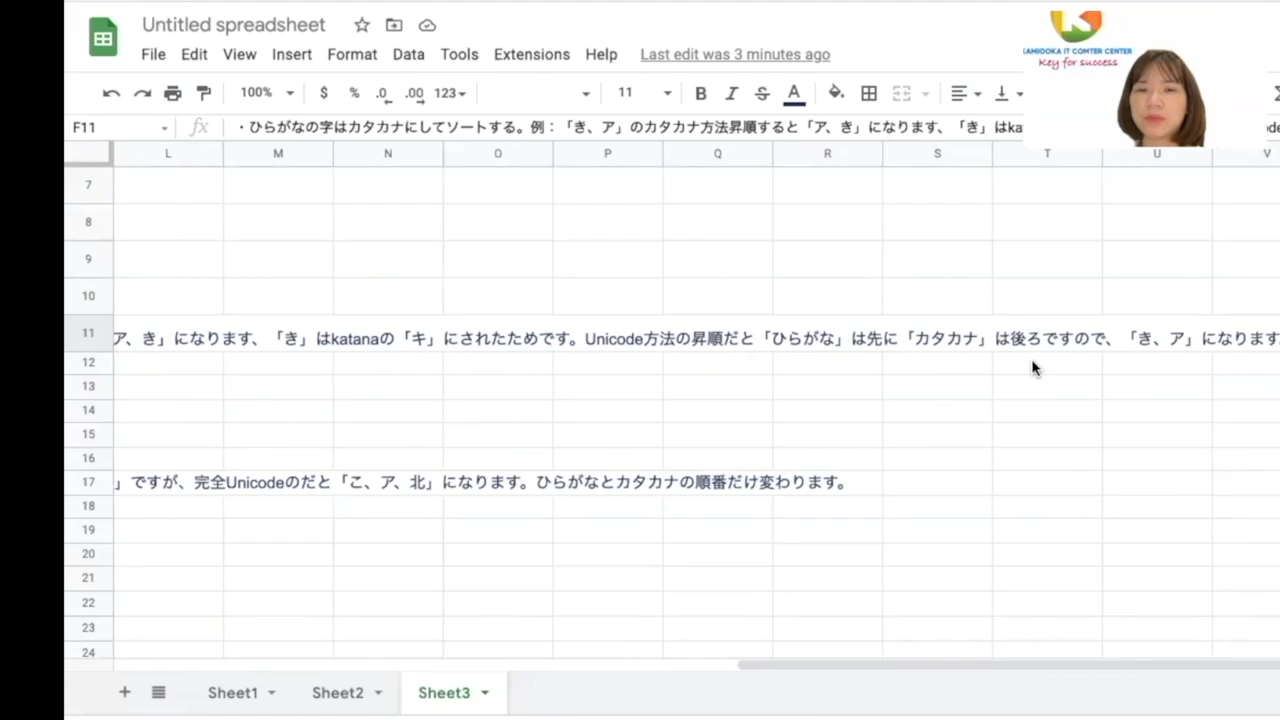 Untitled spreadsheet
File Edit View Insert Format Data Tools Extensions Help Last edit was 3 minutes ago
KAMIOOKA IT COMTER CENTER
Key for success
100% $ % .0 .00 123 11 B I S A
F11 fx ・ひらがなの字はカタカナにしてソートする。例：「き、ア」のカタカナ方法昇順すると「ア、き」になります、「き」はka
L M N O P Q R S T U V
7
8
9
10
11 ア、き」になります、「き」はkatanaの「キ」にされたためです。Unicode方法の昇順だと「ひらがな」は先に「カタカナ」は後ろですので、「き、ア」になります
12
13
14
15
16
17 」ですが、完全Unicodeのだと「こ、ア、北」になります。ひらがなとカタカナの順番だけ変わります。
18
19
20
21
22
23
24
+ Sheet1 Sheet2 Sheet3